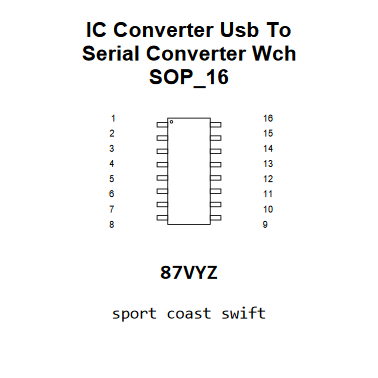 IC Converter Usb To
Serial Converter Wch
SOP_16
1 16
2 15
3 14
4 13
5 12
6 11
7 10
8 9
87VYZ
sport coast swift